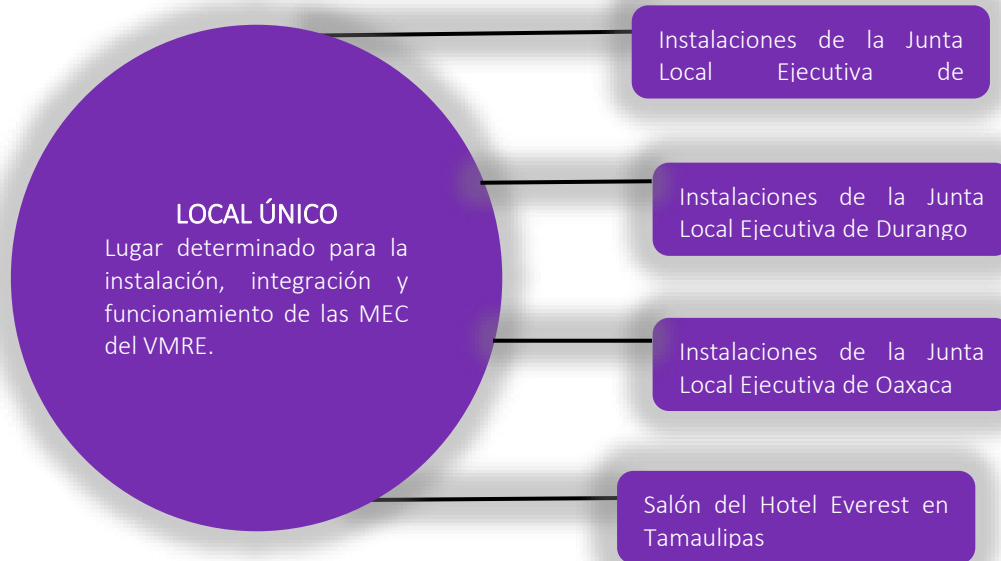 Instalaciones de la Junta
Local Ejecutiva de
Instalaciones de la Junta
Local Ejecutiva de Durango
LOCAL ÚNICO
Lugar determinado para la
instalación, integración y
funcionamiento de las MEC
del VMRE.
Instalaciones de la Junta
Local Ejecutiva de Oaxaca
Salón del Hotel Everest en
Tamaulipas